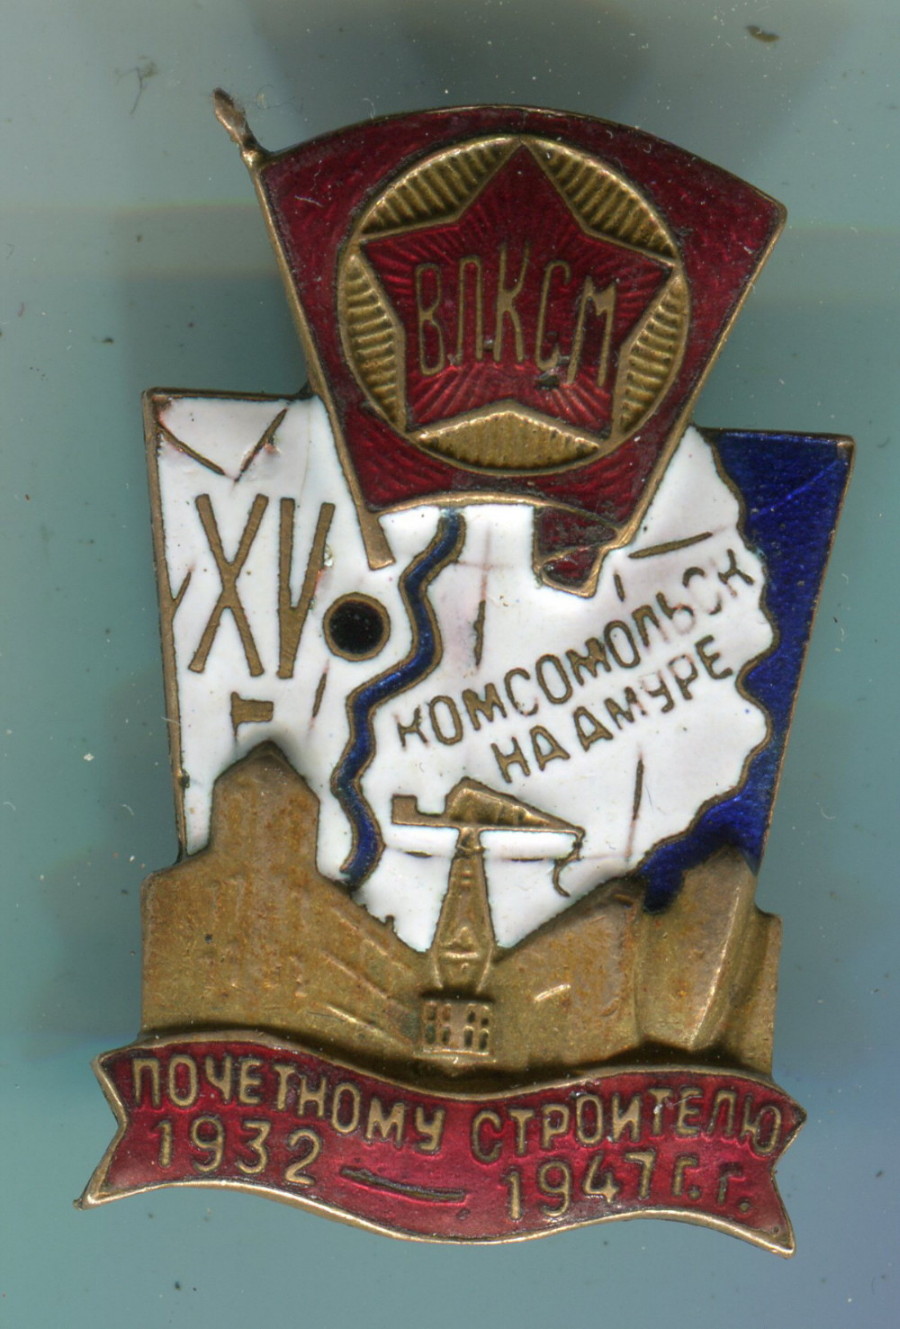 ВЛКСМ
XV
Г
КОМСОМОЛЬСК
НА АМУРЕ
ПОЧЕТНОМУ СТРОИТЕЛЮ
1932 — 1947 г. г.